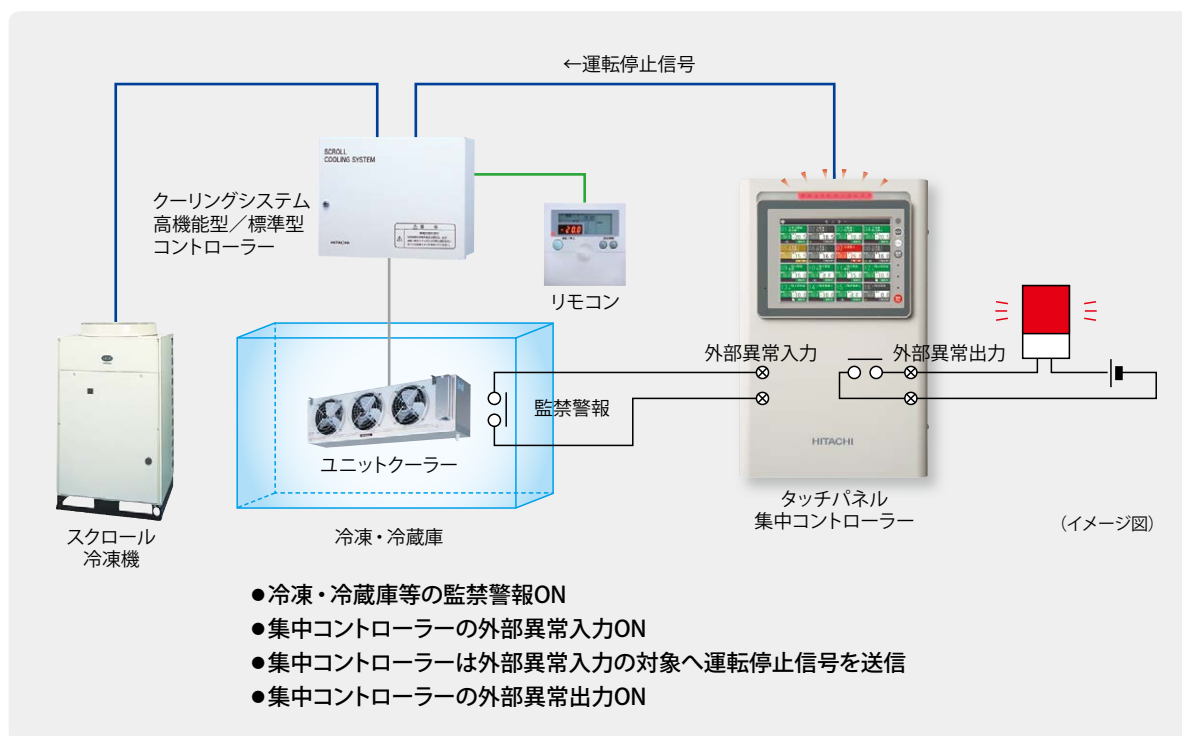 ←運転停止信号
SCROLL
COOLING SYSTEM
HITACHI
クーリングシステム
高機能型／標準型
コントローラー
-20.0
リモコン
外部異常入力
外部異常出力
監禁警報
ユニットクーラー
HITACHI
スクロール
冷凍機
冷凍・冷蔵庫
タッチパネル
集中コントローラー
（イメージ図）
●冷凍・冷蔵庫等の監禁警報ON
●集中コントローラーの外部異常入力ON
●集中コントローラーは外部異常入力の対象へ運転停止信号を送信
●集中コントローラーの外部異常出力ON